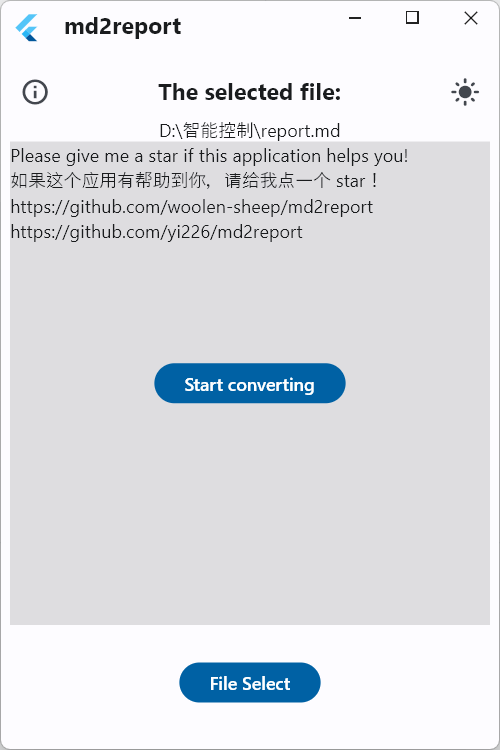 md2report
The selected file:
D:\智能控制\report.md
Please give me a star if this application helps you!
如果这个应用有帮助到你，请给我点一个 star！
https://github.com/woolen-sheep/md2report
https://github.com/yi226/md2report
Start converting
File Select